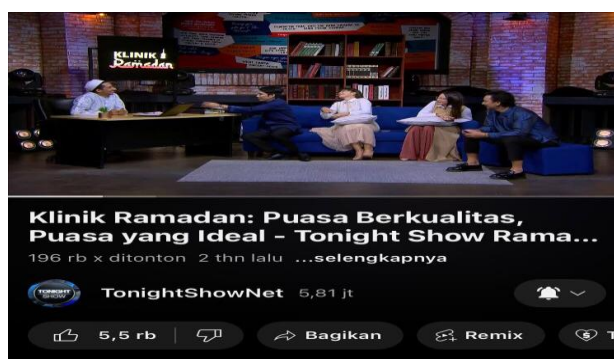 KLINIK
Ramadan
Klinik Ramadan: Puasa Berkualitas,
Puasa yang Ideal – Tonight Show Rama...
196 rb x ditonton 2 thn lalu ...selengkapnya
TONIGHT
SHOW
TonightShowNet 5,81 jt
5,5 rb
Bagikan
Remix
T